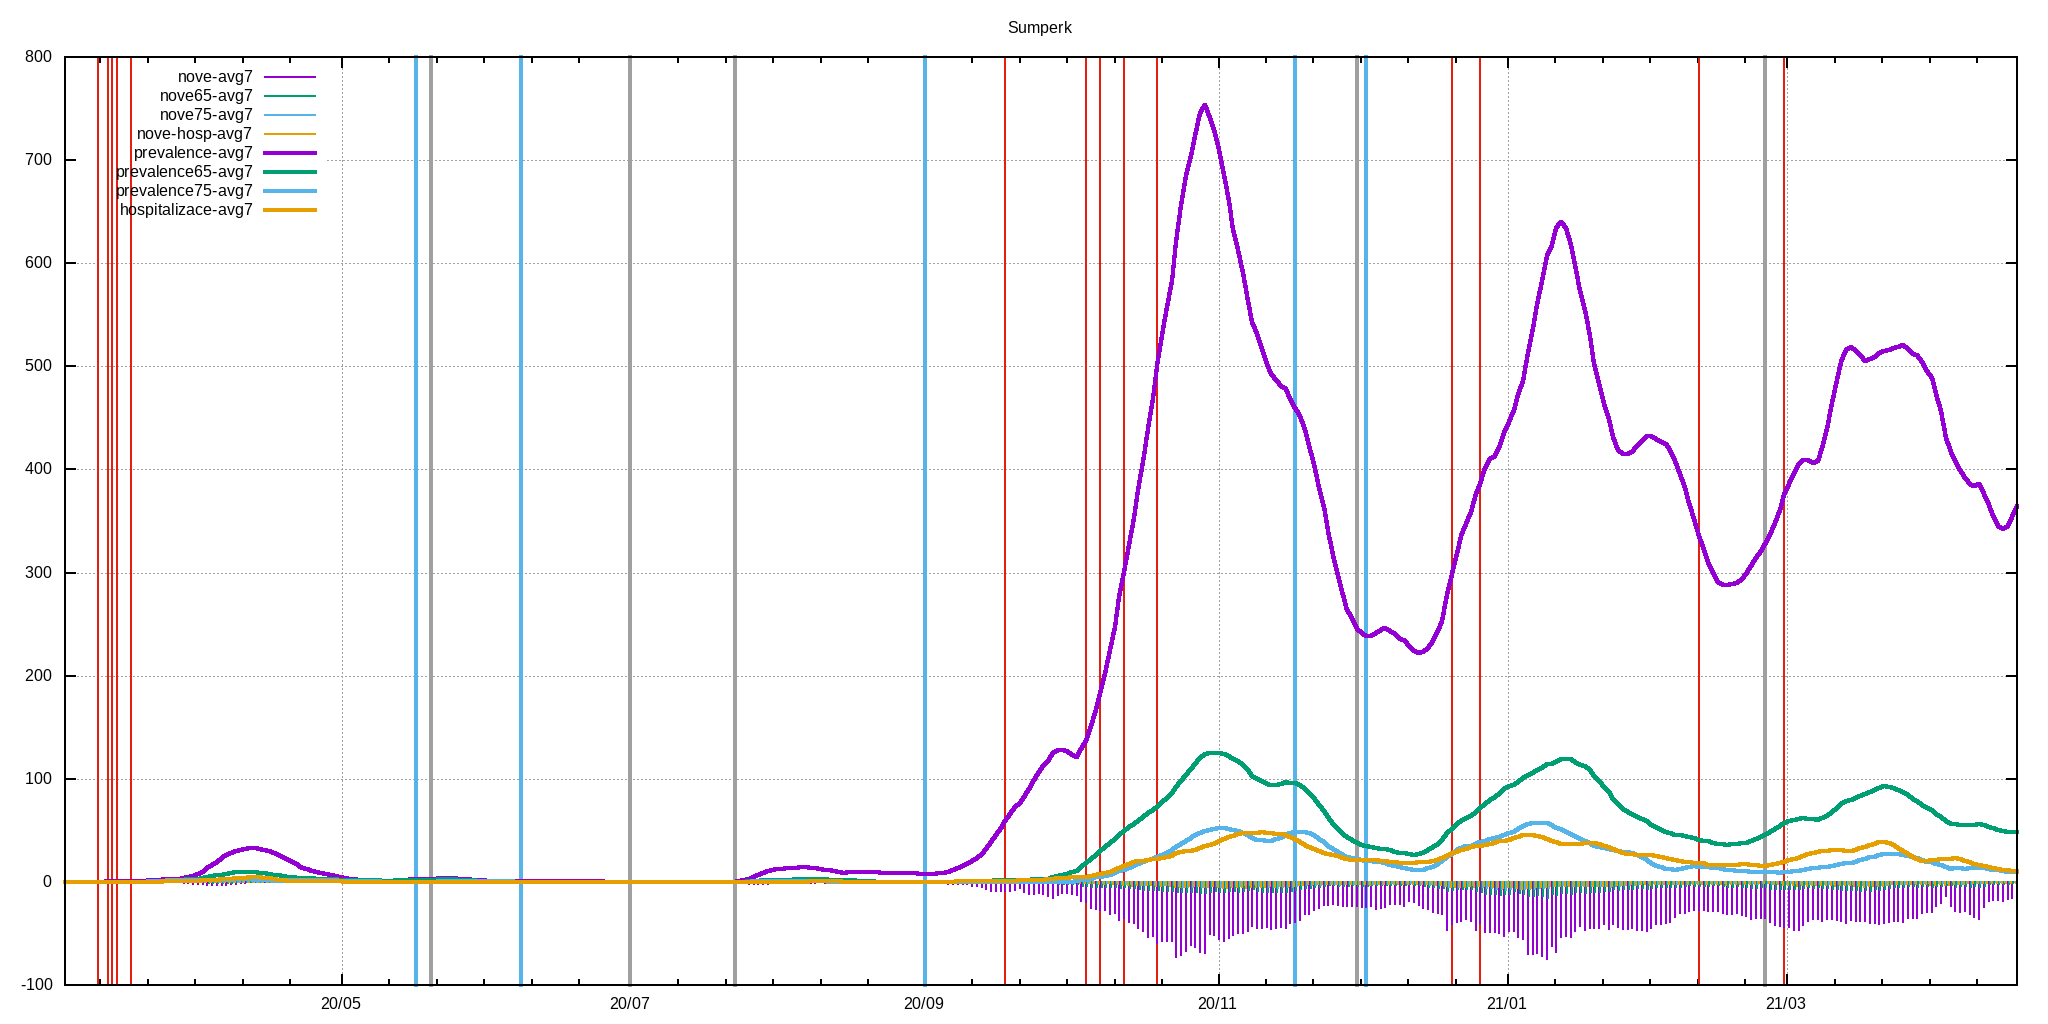 Sumperk
800
700
600
500
400
300
200
100
0
-100
nove-avg7
nove65-avg7
nove75-avg7
nove-hosp-avg7
prevalence-avg7
prevalence65-avg7
prevalence75-avg7
hospitalizace-avg7
20/05 20/07 20/09 20/11 21/01 21/03